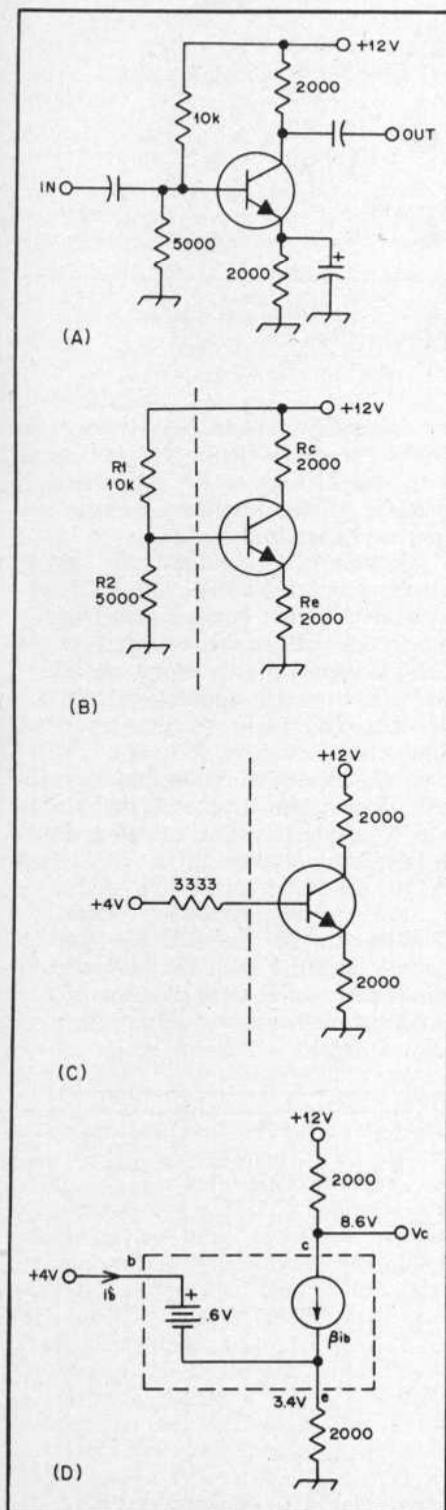 +12V
2000
10k
OUT
IN
+
5000
2000
(A)
+12V
R1
10k
Rc
2000
R2
5000
Re
2000
(B)
+12V
2000
3333
+4V
2000
(C)
+12V
2000
8.6V
Vc
b
c
+4V
+
.6V
βib
3.4V
e
2000
(D)